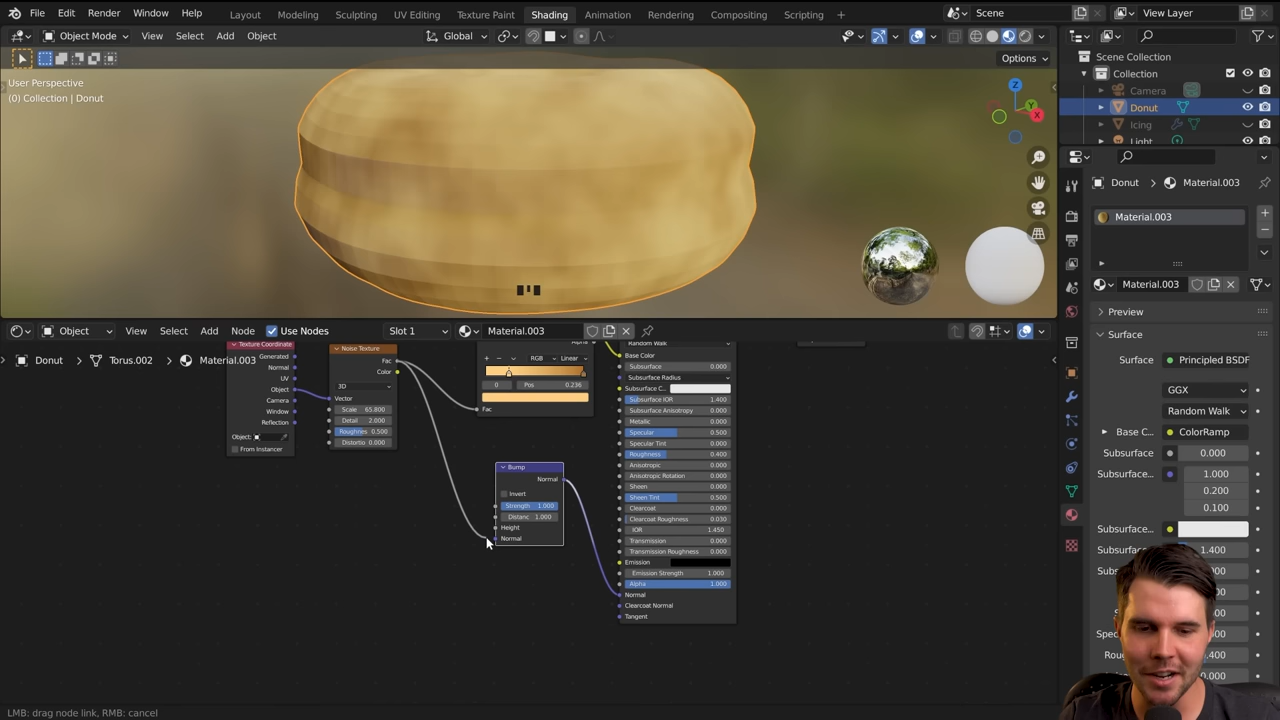 File Edit Render Window Help Layout Modeling Sculpting UV Editing Texture Paint Shading Animation Rendering Compositing Scripting + Scene View Layer
Object Mode View Select Add Object Global
Options
User Perspective
(0) Collection | Donut
Z
Y
X
Scene Collection
Collection
Camera
Donut
Icing
Light
Donut > Material.003
Material.003
Material.003
Preview
Surface
Surface Principled BSDF
GGX
Random Walk
Base C... ColorRamp
Subsurface 0.000
Subsurface... 1.000
0.200
0.100
Subsurface...
Subsurface... 1.400
Object View Select Add Node Use Nodes Slot 1 Material.003
Donut > Torus.002 > Material.003
Texture Coordinate
Generated
Normal
UV
Object
Camera
Window
Reflection
Object:
From Instancer
Noise Texture
Fac
Color
3D
Vector
Scale 65.800
Detail 2.000
Roughnes 0.500
Distortio 0.000
Alpha
+ − RGB Linear
0 Pos 0.236
Fac
Bump
Normal
Invert
Strength 1.000
Distanc 1.000
Height
Normal
Random Walk
Base Color
Subsurface 0.000
Subsurface Radius
Subsurface C...
Subsurface IOR 1.400
Subsurface Anisotropy 0.000
Metallic 0.000
Specular 0.500
Specular Tint 0.000
Roughness 0.400
Anisotropic 0.000
Anisotropic Rotation 0.000
Sheen 0.000
Sheen Tint 0.500
Clearcoat 0.000
Clearcoat Roughness 0.030
IOR 1.450
Transmission 0.000
Transmission Roughness 0.000
Emission
Emission Strength 1.000
Alpha 1.000
Normal
Clearcoat Normal
Tangent
LMB: drag node link, RMB: cancel